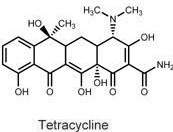 H₃C N CH₃
HO CH₃ H
OH
NH₂
OH O OH OH O O
Tetracycline